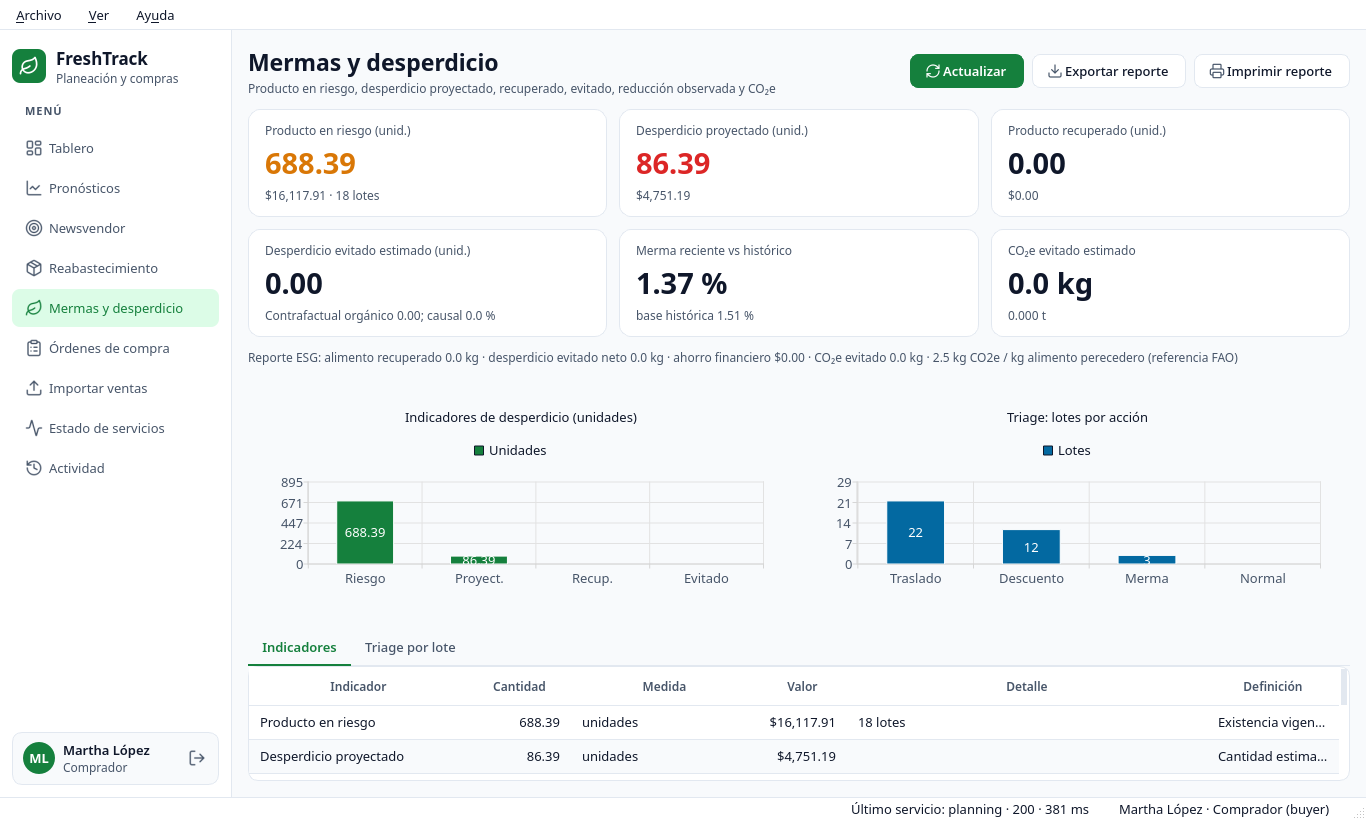 Archivo Ver Ayuda
FreshTrack
Planeación y compras
MENÚ
Tablero
Pronósticos
Newsvendor
Reabastecimiento
Mermas y desperdicio
Órdenes de compra
Importar ventas
Estado de servicios
Actividad
ML
Martha López
Comprador
Mermas y desperdicio
Producto en riesgo, desperdicio proyectado, recuperado, evitado, reducción observada y CO₂e
Actualizar
Exportar reporte
Imprimir reporte
Producto en riesgo (unid.)
688.39
$16,117.91 · 18 lotes
Desperdicio proyectado (unid.)
86.39
$4,751.19
Producto recuperado (unid.)
0.00
$0.00
Desperdicio evitado estimado (unid.)
0.00
Contrafactual orgánico 0.00; causal 0.0 %
Merma reciente vs histórico
1.37 %
base histórica 1.51 %
CO₂e evitado estimado
0.0 kg
0.000 t
Reporte ESG: alimento recuperado 0.0 kg · desperdicio evitado neto 0.0 kg · ahorro financiero $0.00 · CO₂e evitado 0.0 kg · 2.5 kg CO2e / kg alimento perecedero (referencia FAO)
Indicadores de desperdicio (unidades)
Unidades
895
671
447
224
0
688.39
86.39
Riesgo Proyect. Recup. Evitado
Triage: lotes por acción
Lotes
29
21
14
7
0
22
12
3
Traslado Descuento Merma Normal
Indicadores Triage por lote
Indicador Cantidad Medida Valor Detalle Definición
Producto en riesgo 688.39 unidades $16,117.91 18 lotes Existencia vigen...
Desperdicio proyectado 86.39 unidades $4,751.19 Cantidad estima...
Último servicio: planning · 200 · 381 ms Martha López · Comprador (buyer)